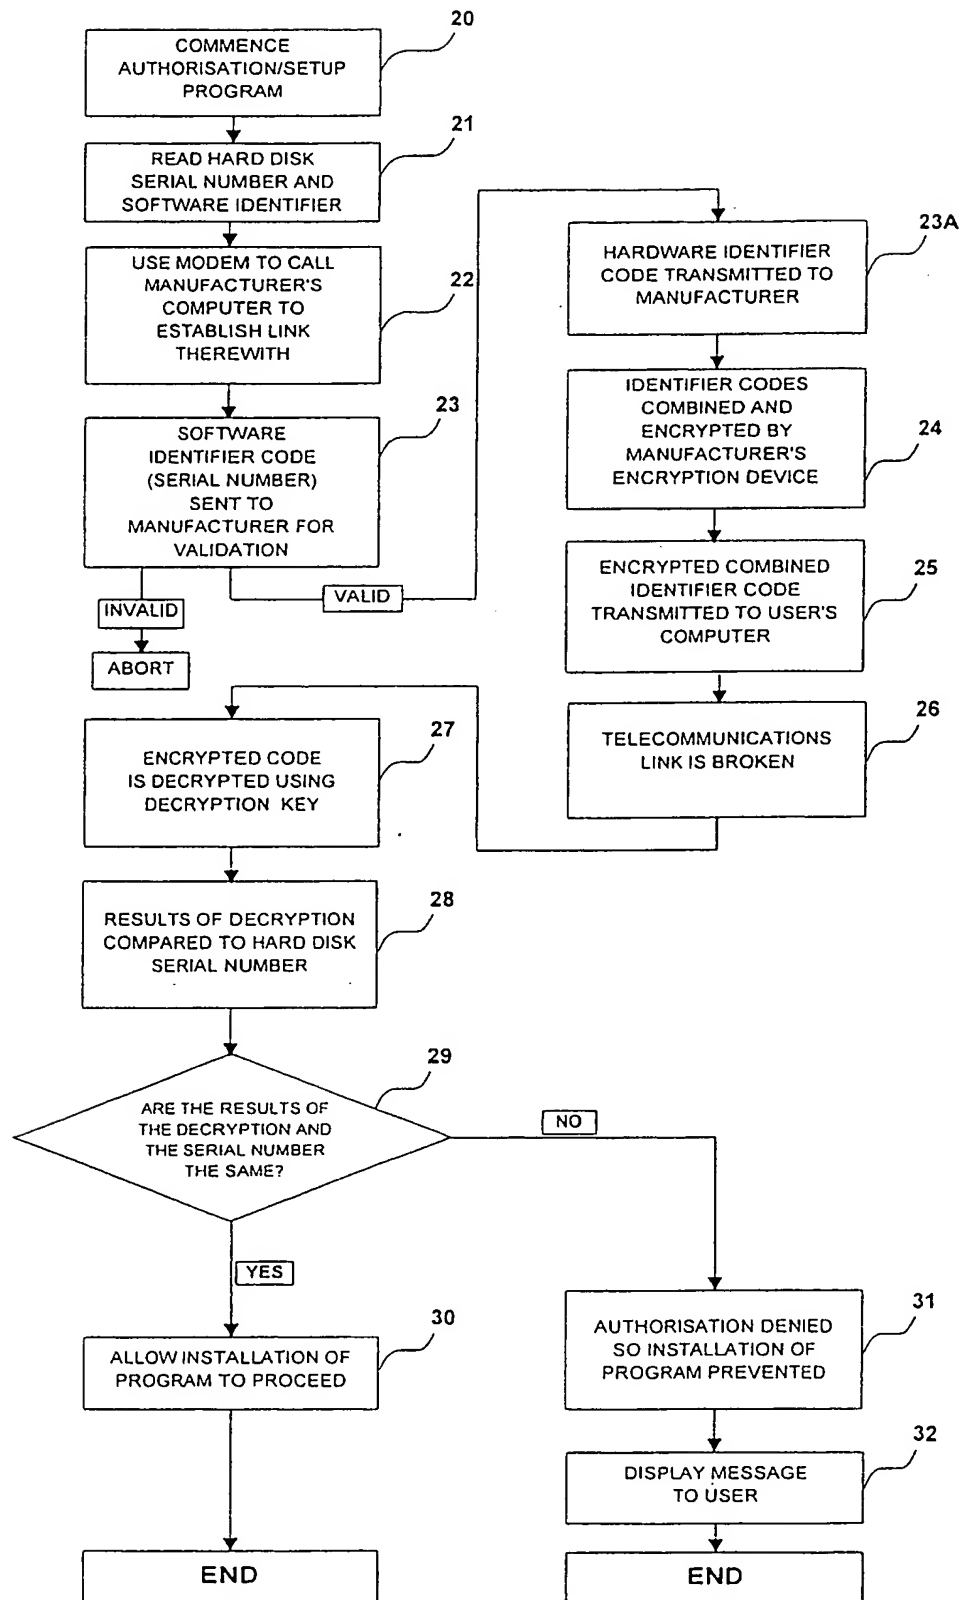 20
COMMENCE
AUTHORISATION/SETUP
PROGRAM
21
READ HARD DISK
SERIAL NUMBER AND
SOFTWARE IDENTIFIER
22
USE MODEM TO CALL
MANUFACTURER'S
COMPUTER TO
ESTABLISH LINK
THEREWITH
23
SOFTWARE
IDENTIFIER CODE
(SERIAL NUMBER)
SENT TO
MANUFACTURER FOR
VALIDATION
INVALID
VALID
ABORT
23A
HARDWARE IDENTIFIER
CODE TRANSMITTED TO
MANUFACTURER
24
IDENTIFIER CODES
COMBINED AND
ENCRYPTED BY
MANUFACTURER'S
ENCRYPTION DEVICE
25
ENCRYPTED COMBINED
IDENTIFIER CODE
TRANSMITTED TO USER'S
COMPUTER
26
TELECOMMUNICATIONS
LINK IS BROKEN
27
ENCRYPTED CODE
IS DECRYPTED USING
DECRYPTION KEY
28
RESULTS OF DECRYPTION
COMPARED TO HARD DISK
SERIAL NUMBER
29
ARE THE RESULTS OF
THE DECRYPTION AND
THE SERIAL NUMBER
THE SAME?
NO
YES
30
ALLOW INSTALLATION OF
PROGRAM TO PROCEED
END
31
AUTHORISATION DENIED
SO INSTALLATION OF
PROGRAM PREVENTED
32
DISPLAY MESSAGE
TO USER
END